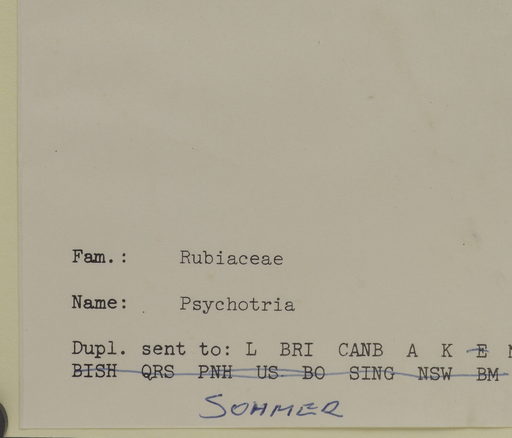 Fam.: Rubiaceae
Name: Psychotria
Dupl. sent to: L BRI CANB A K E
BISH QRS PNH US BO SING NSW BM
SOHMER